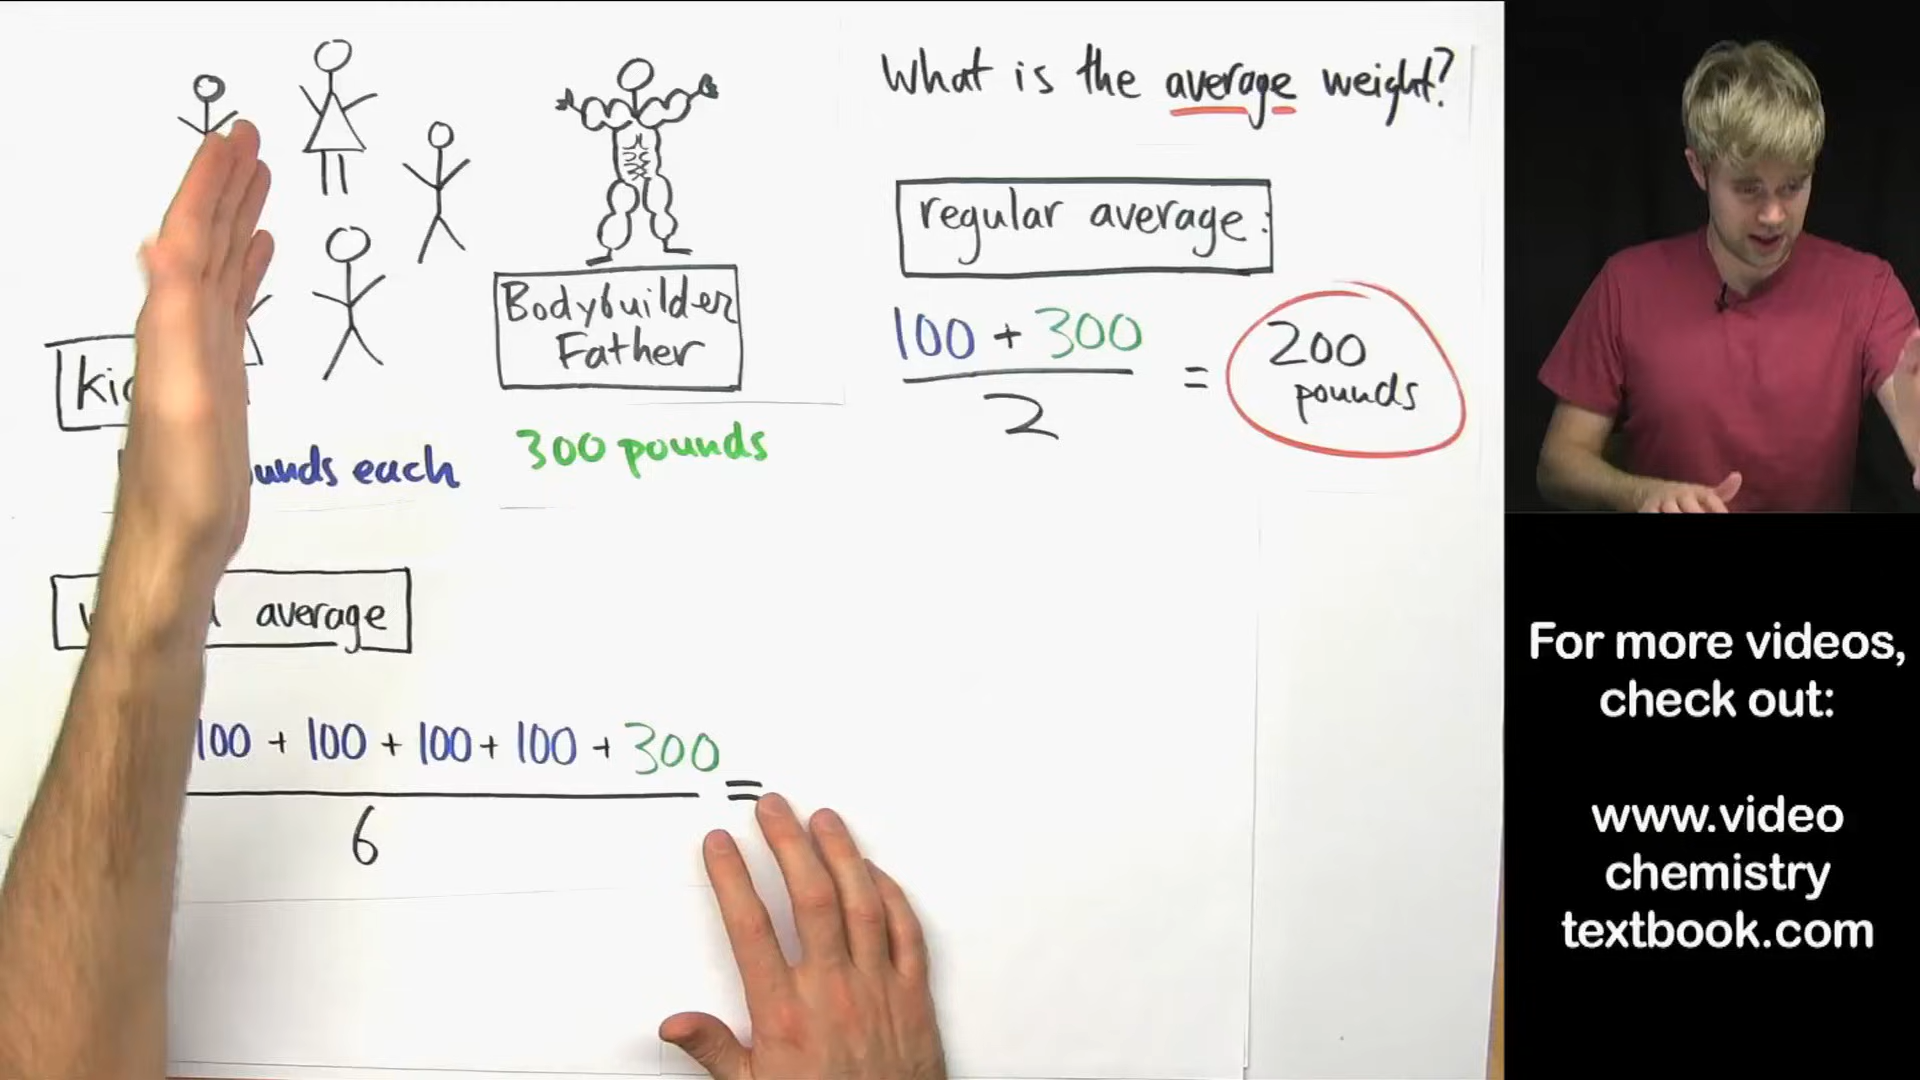 What is the average weight?
regular average:
Bodybuilder
Father
100 + 300
2
=
200
pounds
300 pounds
each
average
100 + 100 + 100 + 100 + 300
6
=
For more videos,
check out:
www.video
chemistry
textbook.com